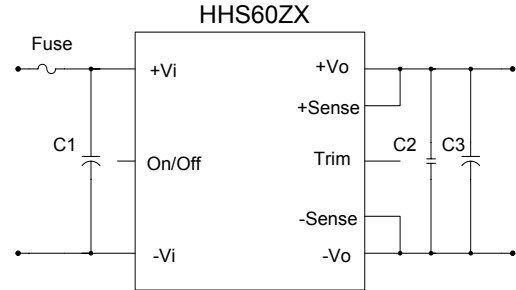 HHS60ZX
Fuse
+Vi
+Vo
+Sense
C1
On/Off
Trim
C2
C3
-Sense
-Vi
-Vo